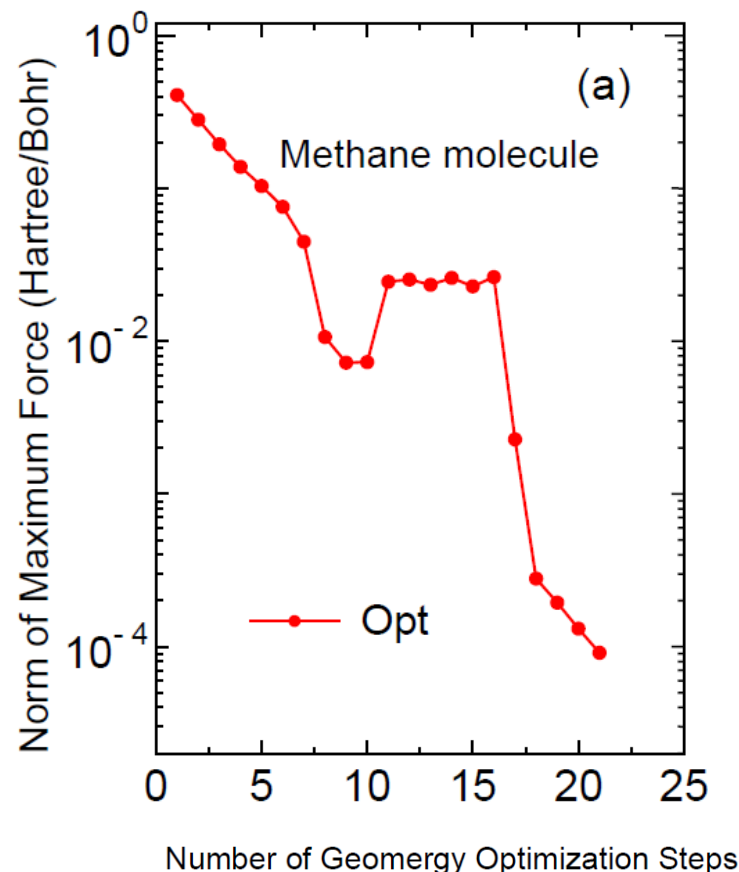 10^0
(a)
Methane molecule
Norm of Maximum Force (Hartree/Bohr)
10^-2
Opt
10^-4
0 5 10 15 20 25
Number of Geomergy Optimization Steps